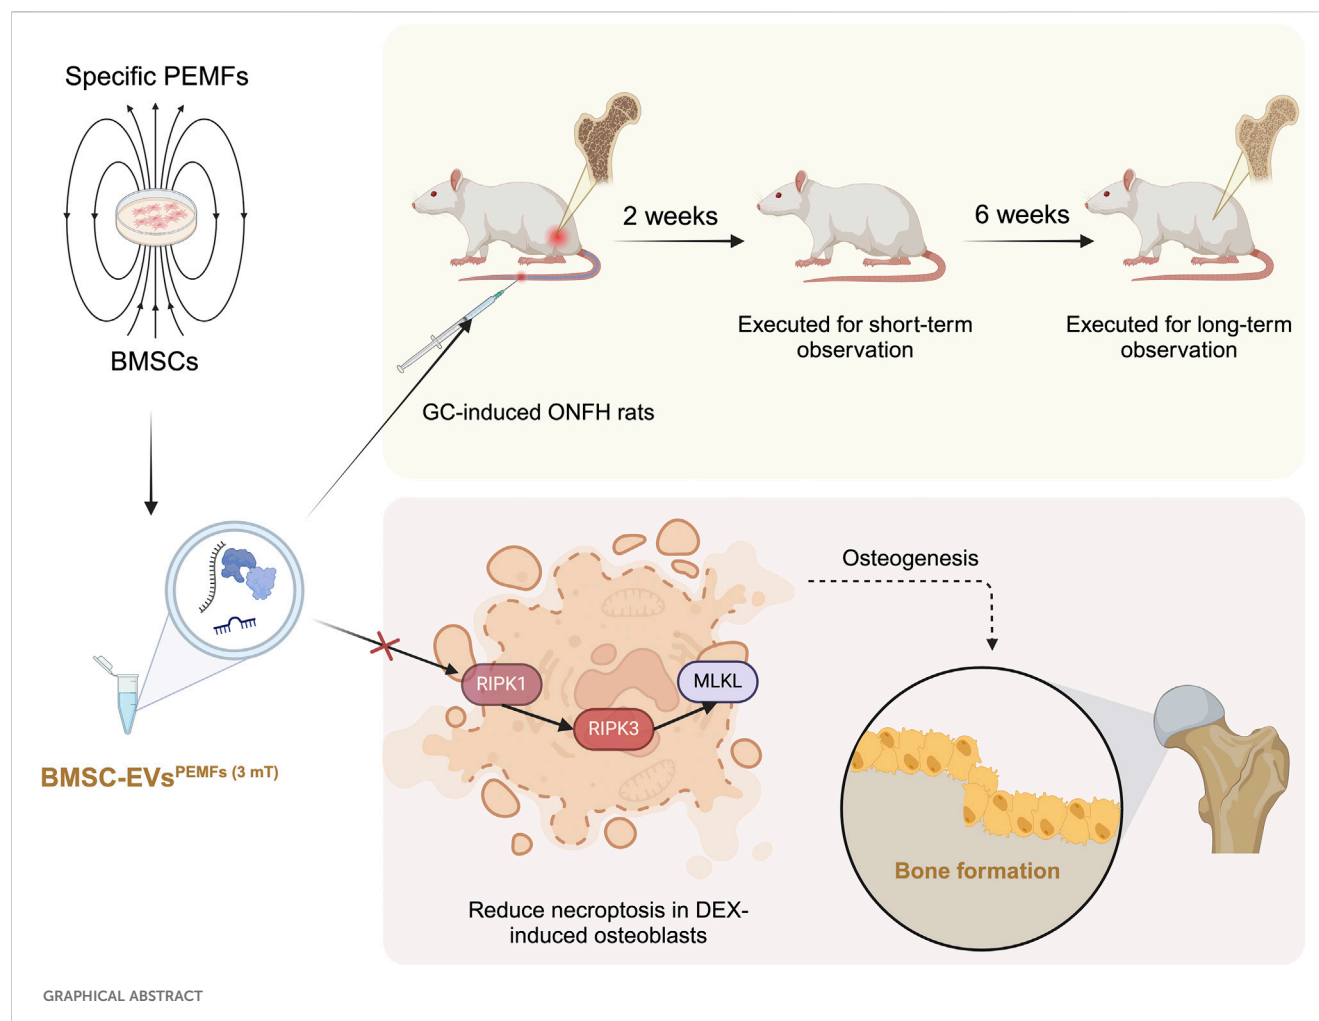 Specific PEMFs
BMSCs
BMSC-EVsPEMFs (3 mT)
2 weeks
6 weeks
Executed for short-term
observation
Executed for long-term
observation
GC-induced ONFH rats
RIPK1
RIPK3
MLKL
Osteogenesis
Bone formation
Reduce necroptosis in DEX-
induced osteoblasts
GRAPHICAL ABSTRACT